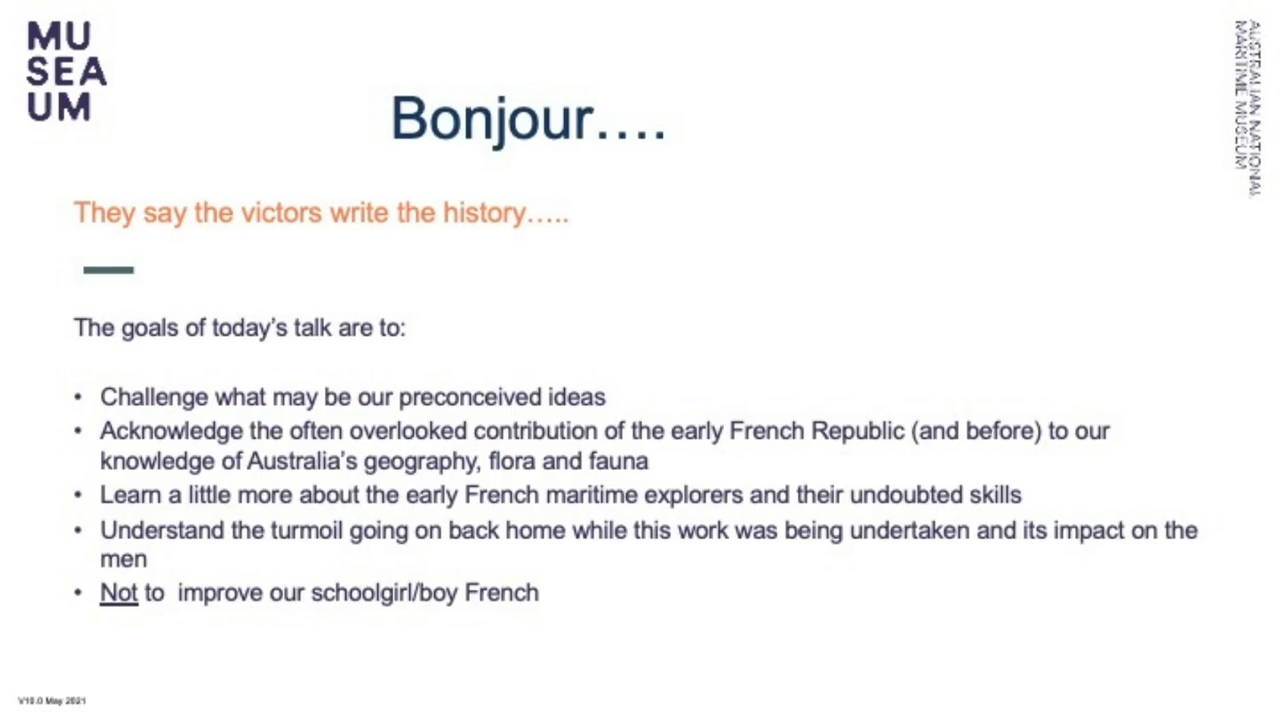 MU
SEA
UM
AUSTRALIAN NATIONAL
MARITIME MUSEUM
Bonjour....
They say the victors write the history.....
The goals of today's talk are to:
• Challenge what may be our preconceived ideas
• Acknowledge the often overlooked contribution of the early French Republic (and before) to our
knowledge of Australia's geography, flora and fauna
• Learn a little more about the early French maritime explorers and their undoubted skills
• Understand the turmoil going on back home while this work was being undertaken and its impact on the
men
• Not to improve our schoolgirl/boy French
V10.0 May 2021